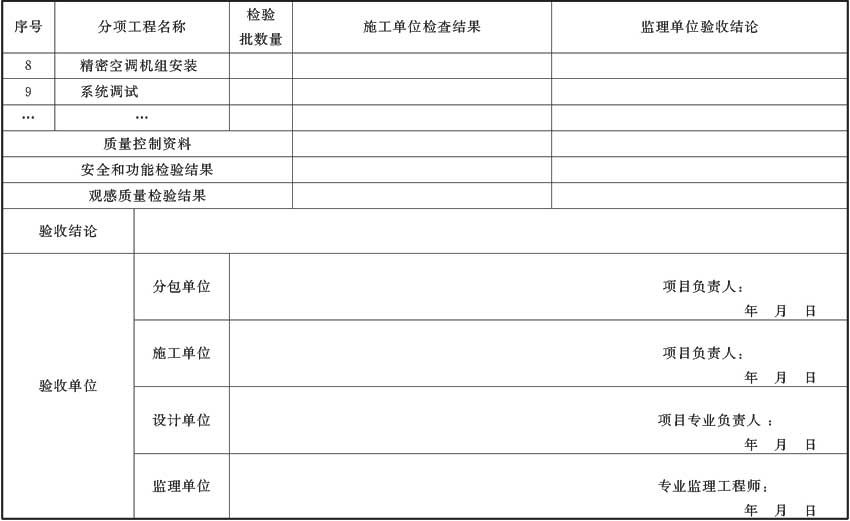 序号 分项工程名称 检验批数量 施工单位检查结果 监理单位验收结论
8 精密空调机组安装
9 系统调试
… …
质量控制资料
安全和功能检验结果
观感质量检验结果
验收结论
验收单位
分包单位 项目负责人：
年 月 日
施工单位 项目负责人：
年 月 日
设计单位 项目专业负责人：
年 月 日
监理单位 专业监理工程师：
年 月 日